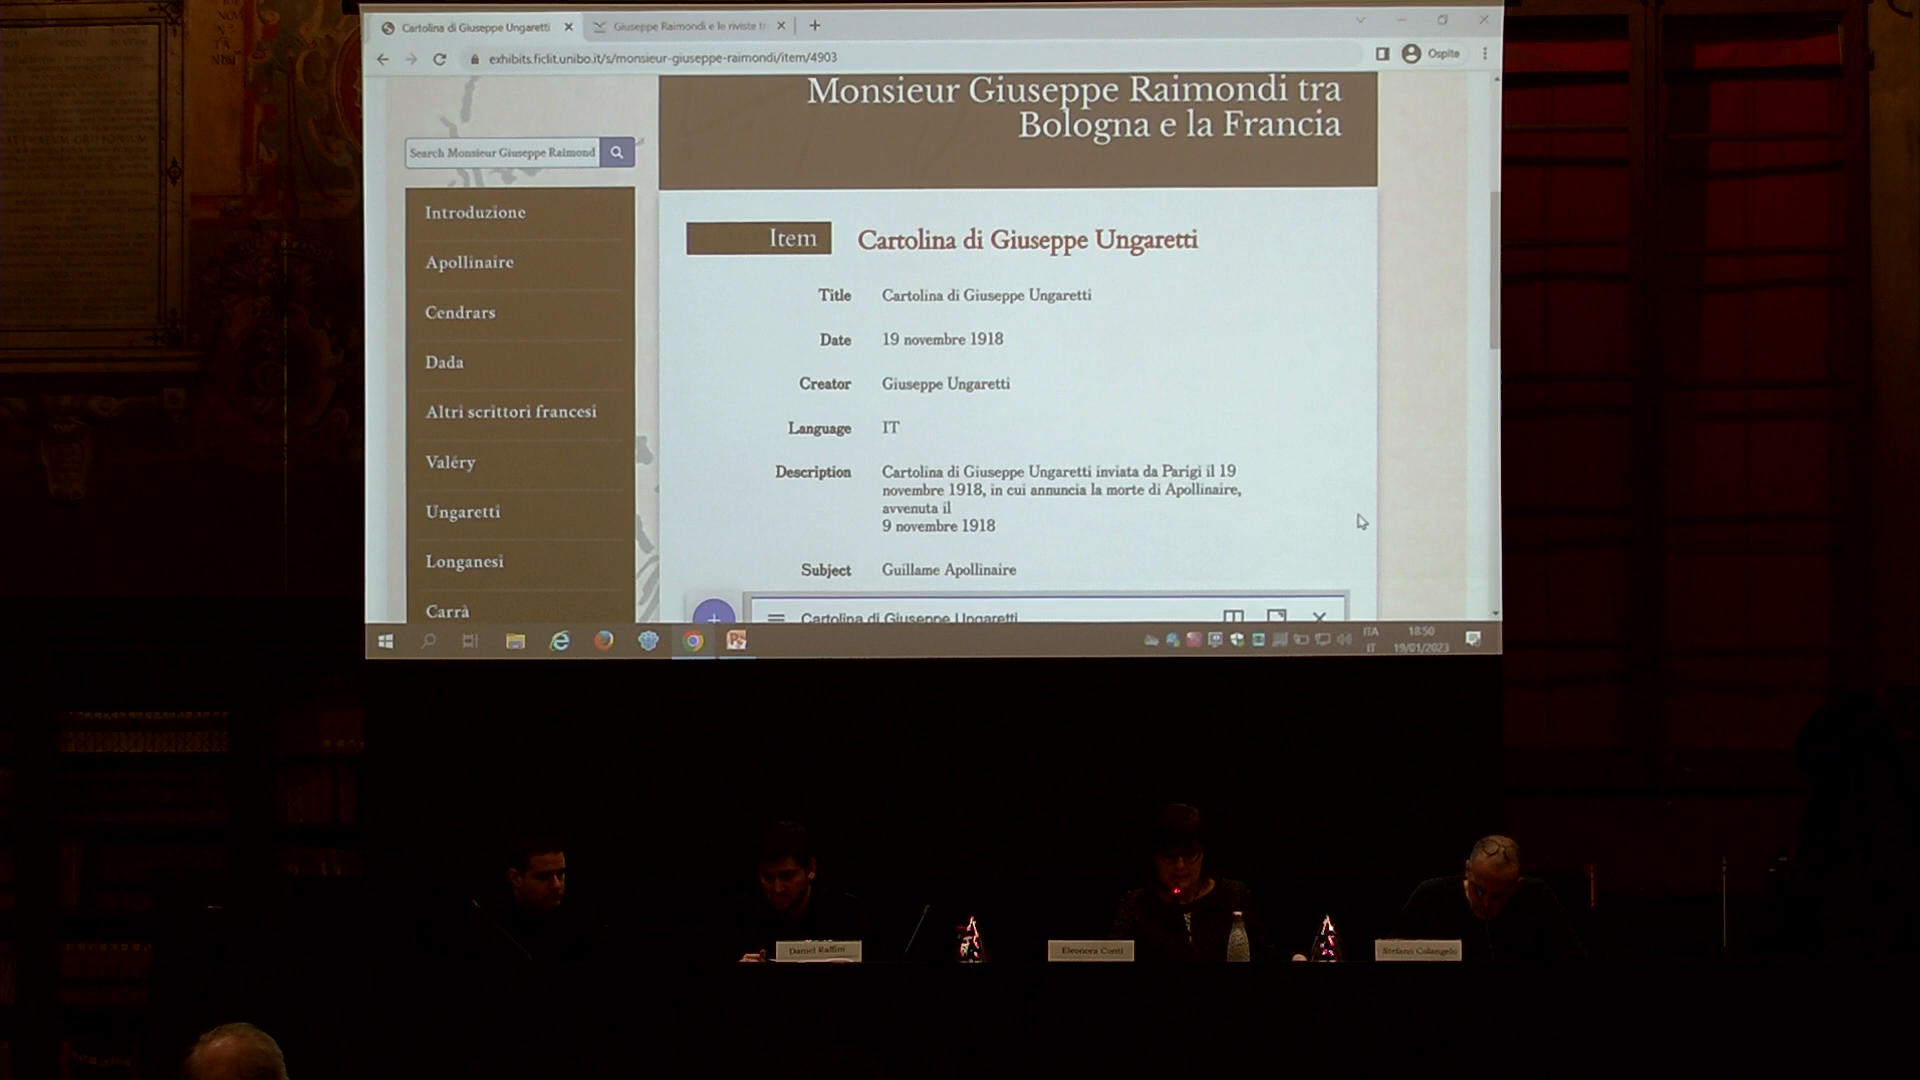 Cartolina di Giuseppe Ungaretti
Giuseppe Raimondi e le riviste t
exhibits.ficlit.unibo.it/s/monsieur-giuseppe-raimondi/item/4903
Ospite
Monsieur Giuseppe Raimondi tra
Bologna e la Francia
Search Monsieur Giuseppe Raimond
Introduzione
Apollinaire
Cendrars
Dada
Altri scrittori francesi
Valéry
Ungaretti
Longanesi
Carrà
Item
Cartolina di Giuseppe Ungaretti
Title Cartolina di Giuseppe Ungaretti
Date 19 novembre 1918
Creator Giuseppe Ungaretti
Language IT
Description Cartolina di Giuseppe Ungaretti inviata da Parigi il 19
novembre 1918, in cui annuncia la morte di Apollinaire,
avvenuta il
9 novembre 1918
Subject Guillame Apollinaire
Cartolina di Giuseppe Ungaretti
ITA
IT
18:50
19/01/2023
Daniel Raffini
Eleonora Conti
Stefano Colangelo